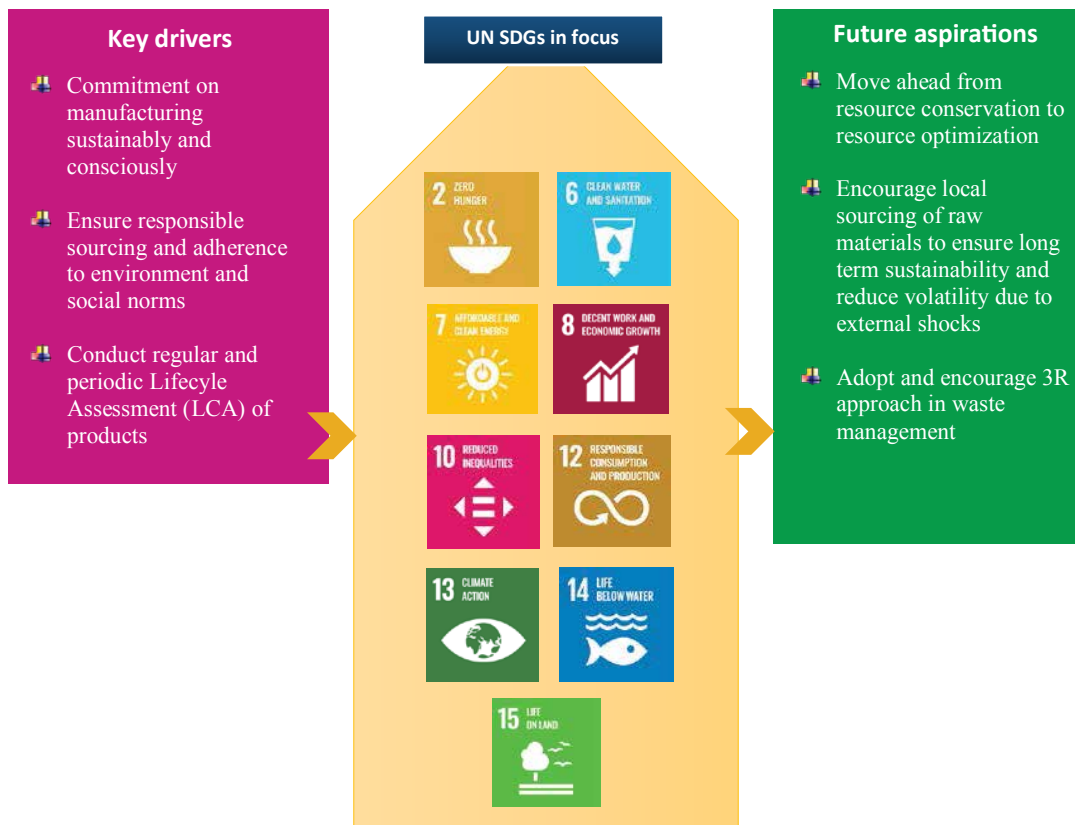 Key drivers
Commitment on
manufacturing
sustainably and
consciously
Ensure responsible
sourcing and adherence
to environment and
social norms
Conduct regular and
periodic Lifecyle
Assessment (LCA) of
products
UN SDGs in focus
2 ZERO
HUNGER
6 CLEAN WATER
AND SANITATION
7 AFFORDABLE AND
CLEAN ENERGY
8 DECENT WORK AND
ECONOMIC GROWTH
10 REDUCED
INEQUALITIES
12 RESPONSIBLE
CONSUMPTION
AND PRODUCTION
13 CLIMATE
ACTION
14 LIFE
BELOW WATER
15 LIFE
ON LAND
Future aspirations
Move ahead from
resource conservation to
resource optimization
Encourage local
sourcing of raw
materials to ensure long
term sustainability and
reduce volatility due to
external shocks
Adopt and encourage 3R
approach in waste
management